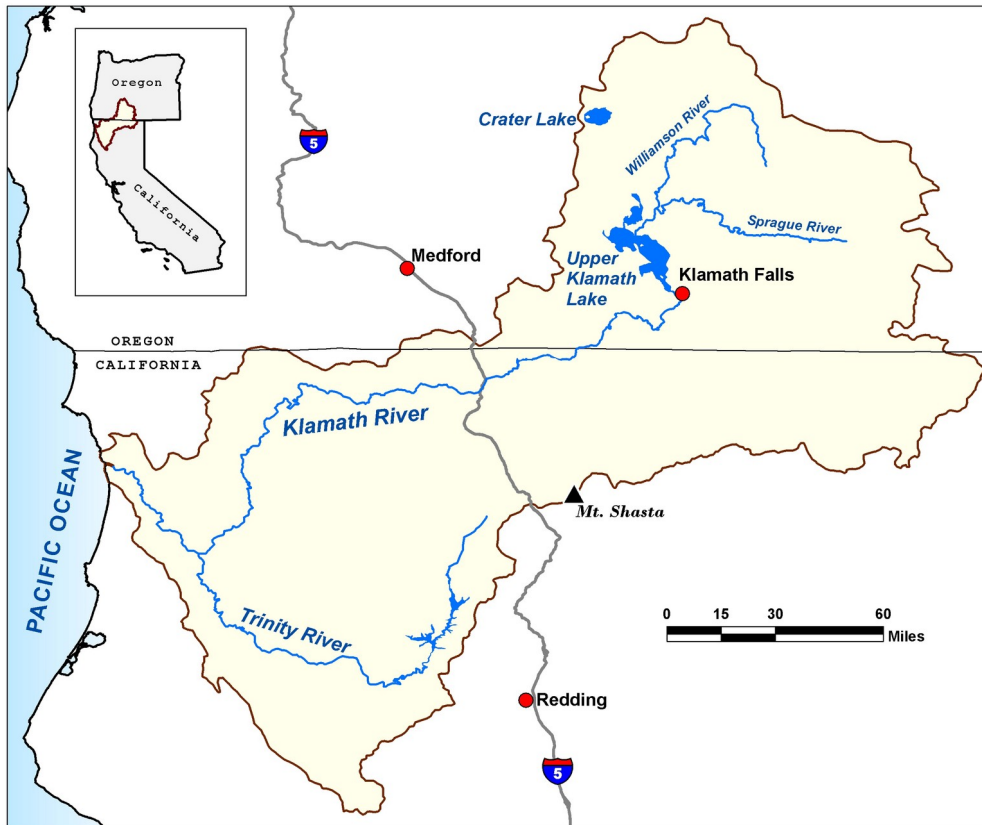 Oregon
California
5
Crater Lake
Williamson River
Sprague River
Medford
Upper
Klamath
Lake
Klamath Falls
OREGON
CALIFORNIA
Klamath River
PACIFIC OCEAN
Mt. Shasta
Trinity River
0 15 30 60
Miles
Redding
5